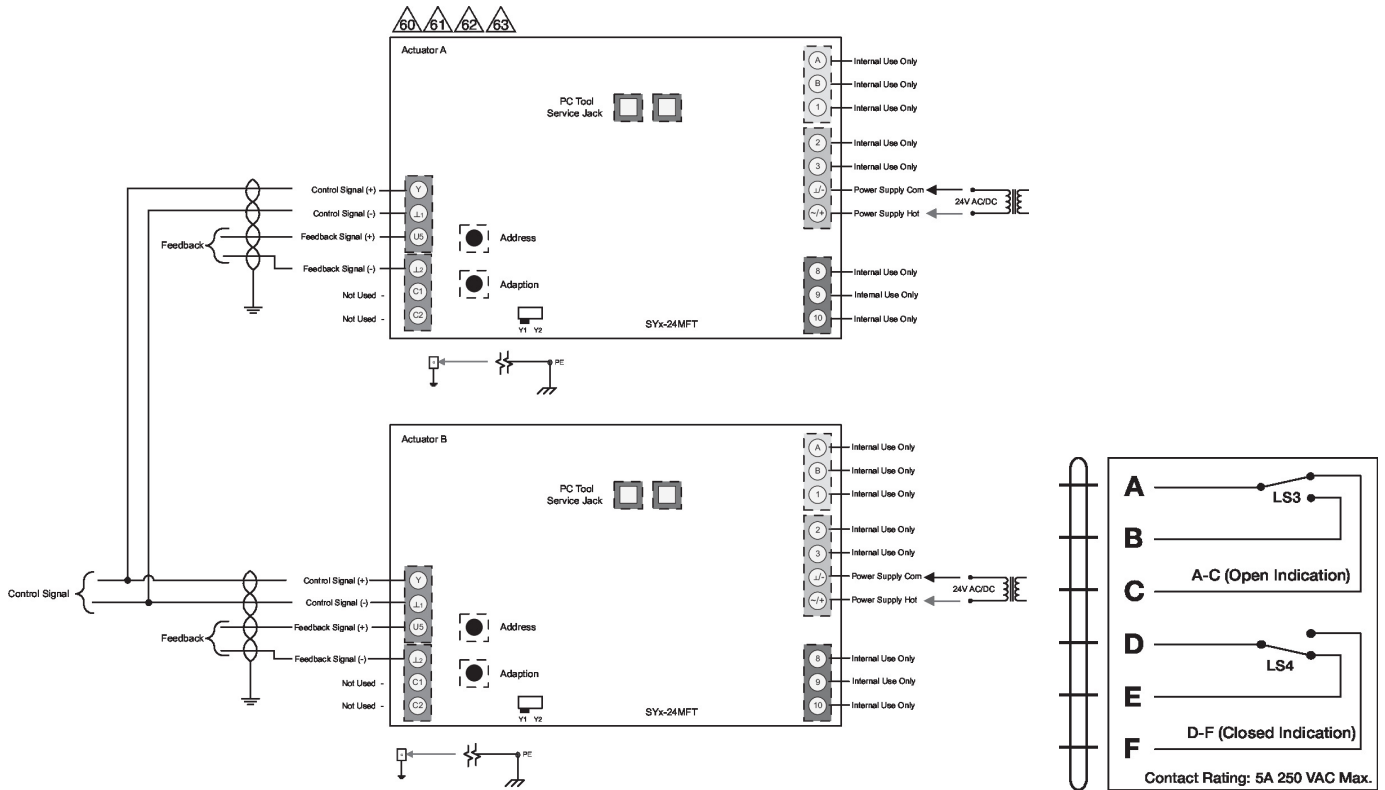 60 61 62 63
Actuator A
PC Tool
Service Jack
A Internal Use Only
B Internal Use Only
1 Internal Use Only
2 Internal Use Only
3 Internal Use Only
⊥/- Power Supply Com
24V AC/DC
~/+ Power Supply Hot
8 Internal Use Only
9 Internal Use Only
10 Internal Use Only
Control Signal (+) Y
Control Signal (-) ⊥1
Feedback Signal (+) U5
Feedback
Feedback Signal (-) ⊥2
Not Used - C1
Not Used - C2
Address
Adaption
Y1 Y2
SYx-24MFT
PE
Actuator B
PC Tool
Service Jack
A Internal Use Only
B Internal Use Only
1 Internal Use Only
2 Internal Use Only
3 Internal Use Only
⊥/- Power Supply Com
24V AC/DC
~/+ Power Supply Hot
8 Internal Use Only
9 Internal Use Only
10 Internal Use Only
Control Signal
Control Signal (+) Y
Control Signal (-) ⊥1
Feedback Signal (+) U5
Feedback
Feedback Signal (-) ⊥2
Not Used - C1
Not Used - C2
Address
Adaption
Y1 Y2
SYx-24MFT
PE
A
LS3
B
A-C (Open Indication)
C
D
LS4
E
D-F (Closed Indication)
F
Contact Rating: 5A 250 VAC Max.